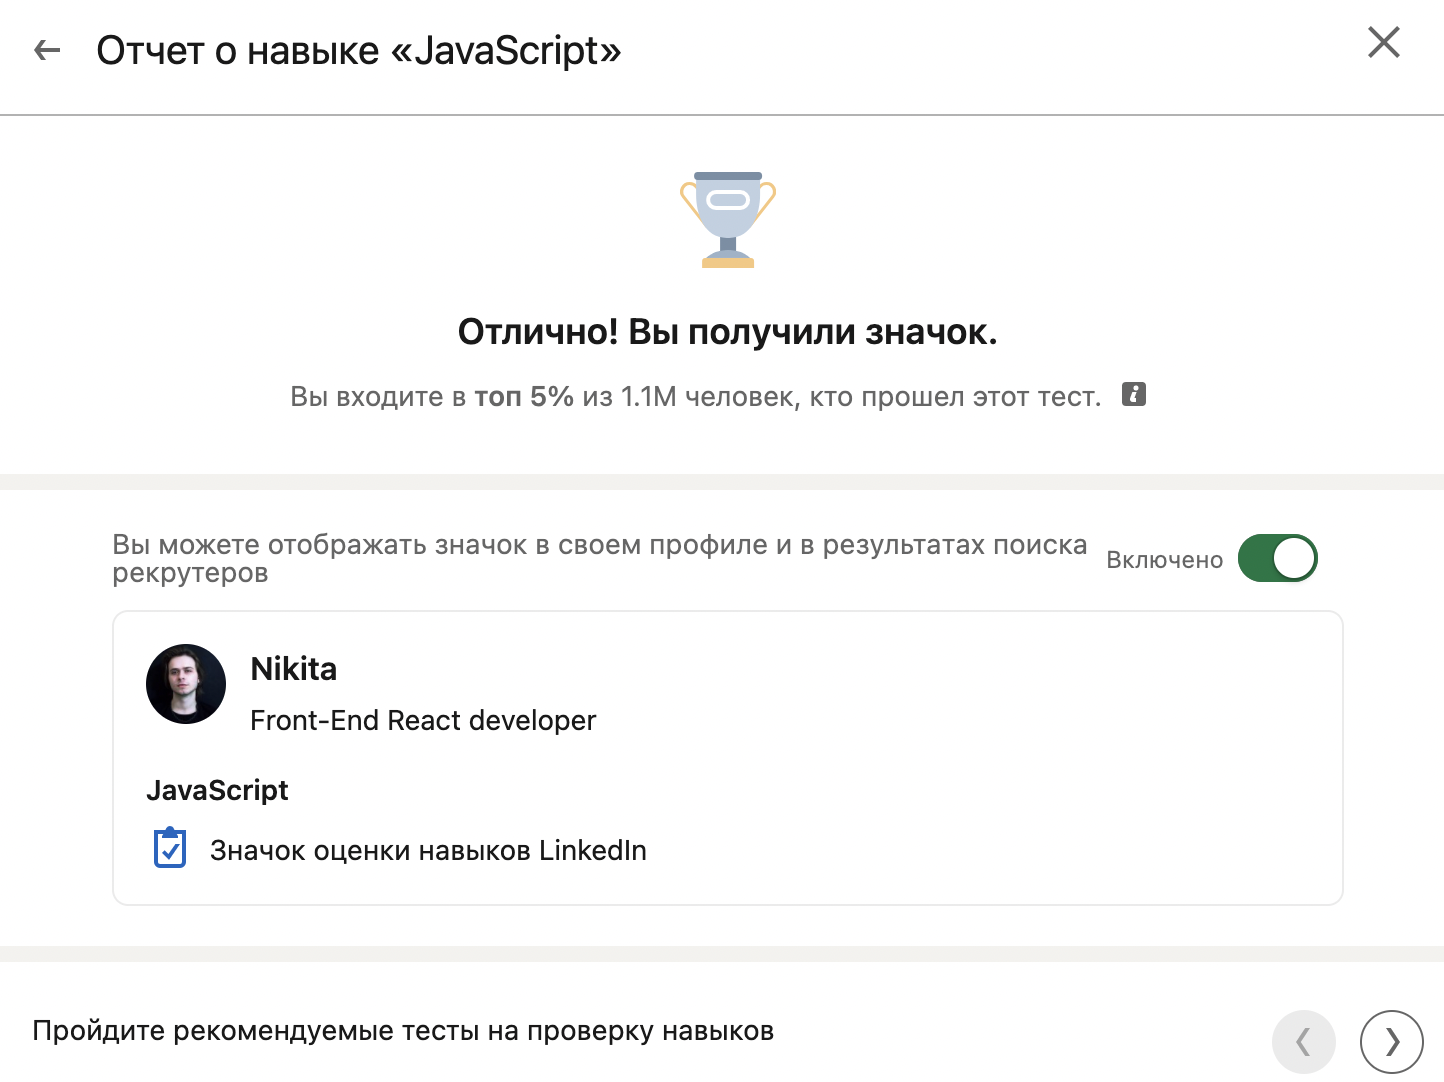 Отчет о навыке «JavaScript»
Отлично! Вы получили значок.
Вы входите в топ 5% из 1.1M человек, кто прошел этот тест.
Вы можете отображать значок в своем профиле и в результатах поиска
рекрутеров
Включено
Nikita
Front-End React developer
JavaScript
Значок оценки навыков LinkedIn
Пройдите рекомендуемые тесты на проверку навыков